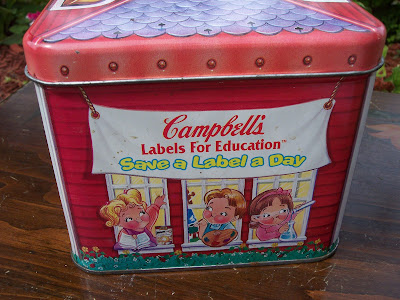 Campbell's
Labels For Education™
Save a Label a Day